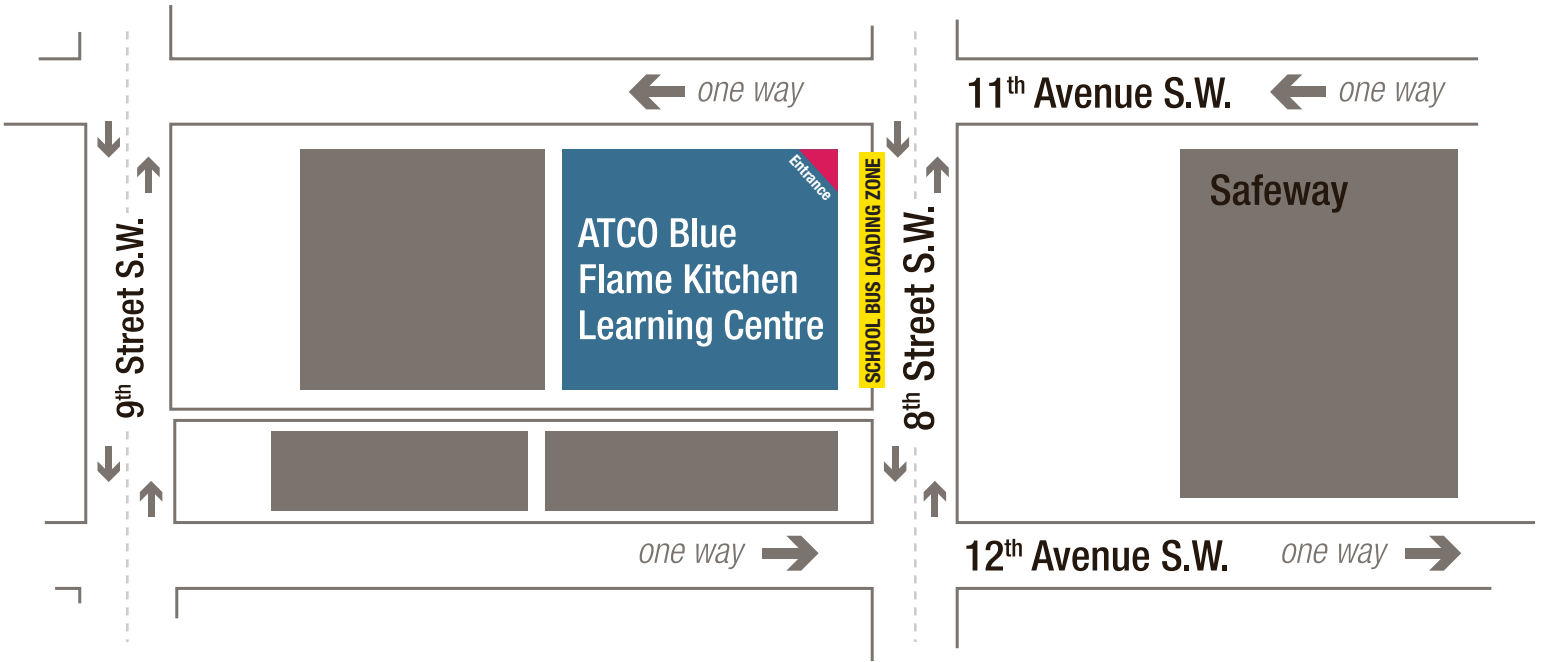 one way
11th Avenue S.W.
one way
9th Street S.W.
Entrance
ATCO Blue
Flame Kitchen
Learning Centre
SCHOOL BUS LOADING ZONE
8th Street S.W.
Safeway
one way
12th Avenue S.W.
one way